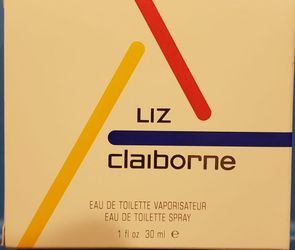 LIZ
claiborne
EAU DE TOILETTE VAPORISATEUR
EAU DE TOILETTE SPRAY
1 fl oz 30 ml e